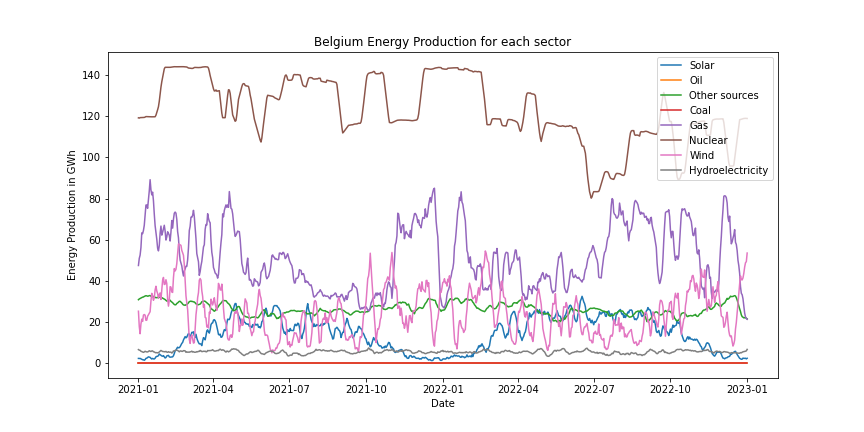 Belgium Energy Production for each sector
Energy Production in GWh
140
120
100
80
60
40
20
0
Solar
Oil
Other sources
Coal
Gas
Nuclear
Wind
Hydroelectricity
2021-01 2021-04 2021-07 2021-10 2022-01 2022-04 2022-07 2022-10 2023-01
Date